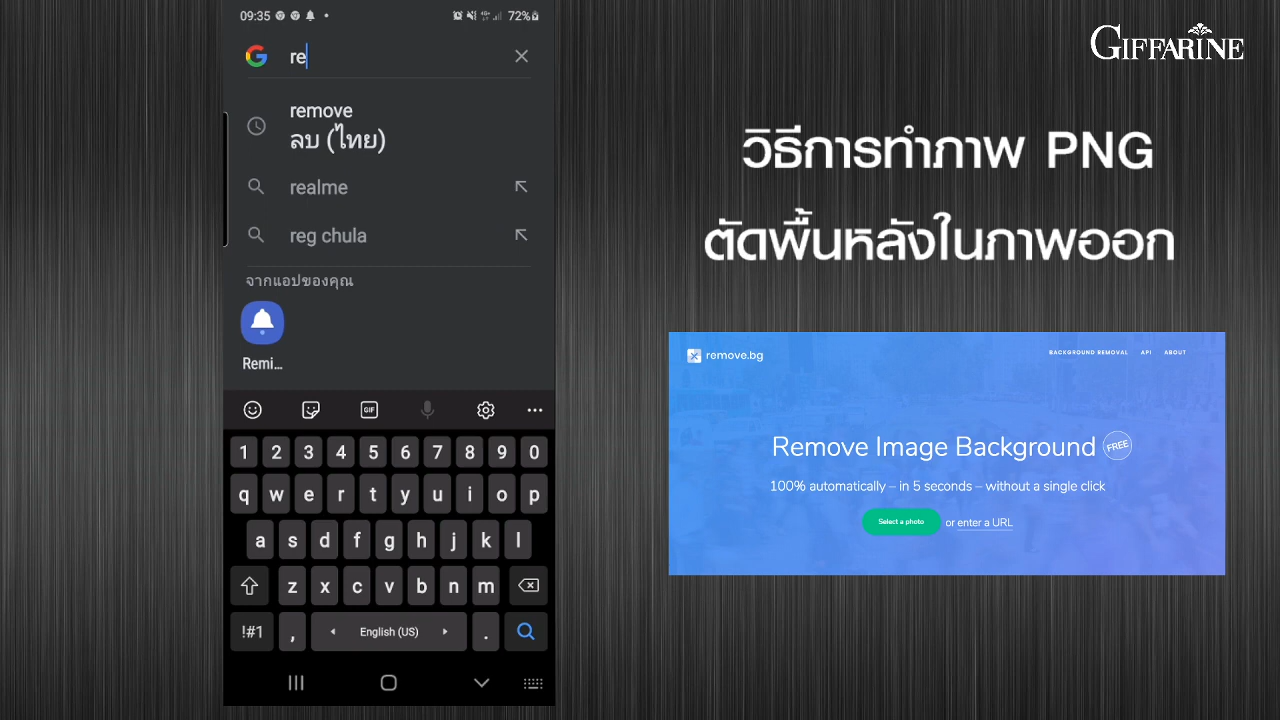 09:35
72%
re
remove
ลบ (ไทย)
realme
reg chula
จากแอปของคุณ
Remi...
GIF
1 2 3 4 5 6 7 8 9 0
q w e r t y u i o p
a s d f g h j k l
z x c v b n m
!#1 , English (US) .
GIFFARINE
วิธีการทำภาพ PNG
ตัดพื้นหลังในภาพออก
remove.bg
BACKGROUND REMOVAL API ABOUT
Remove Image Background FREE
100% automatically – in 5 seconds – without a single click
Select a photo or enter a URL